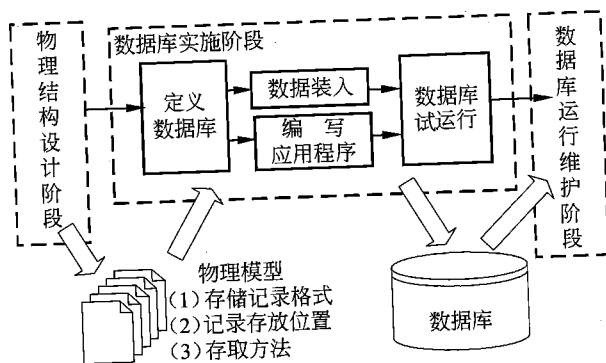 物理结构设计阶段
数据库实施阶段
定义
数据库
数据装入
编 写
应用程序
数据库
试运行
数据库运行维护阶段
物理模型
(1)存储记录格式
(2)记录存放位置
(3)存取方法
数据库